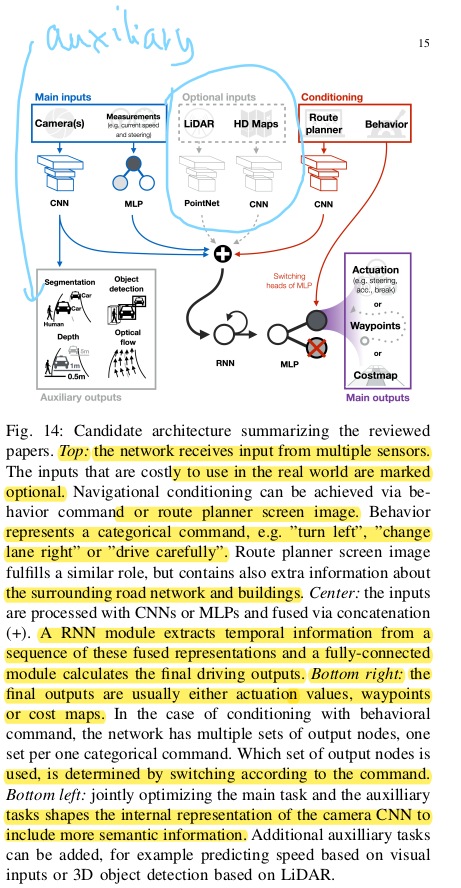 auxiliary
15
Main inputs
Optional inputs
Conditioning
Camera(s)
Measurements
(e.g. current speed
and steering)
LiDAR
HD Maps
Route
planner
Behavior
CNN
MLP
PointNet
CNN
CNN
Switching
heads of MLP
Segmentation
Car
Car
Human
Object
detection
Depth
1m
0.5m
Optical
flow
Auxiliary outputs
RNN
MLP
Actuation
(e.g. steering,
acc., break)
or
Waypoints
or
Costmap
Main outputs
Fig. 14: Candidate architecture summarizing the reviewed
papers. Top: the network receives input from multiple sensors.
The inputs that are costly to use in the real world are marked
optional. Navigational conditioning can be achieved via be-
havior command or route planner screen image. Behavior
represents a categorical command, e.g. ”turn left”, ”change
lane right” or ”drive carefully”. Route planner screen image
fulfills a similar role, but contains also extra information about
the surrounding road network and buildings. Center: the inputs
are processed with CNNs or MLPs and fused via concatenation
(+). A RNN module extracts temporal information from a
sequence of these fused representations and a fully-connected
module calculates the final driving outputs. Bottom right: the
final outputs are usually either actuation values, waypoints
or cost maps. In the case of conditioning with behavioral
command, the network has multiple sets of output nodes, one
set per one categorical command. Which set of output nodes is
used, is determined by switching according to the command.
Bottom left: jointly optimizing the main task and the auxilliary
tasks shapes the internal representation of the camera CNN to
include more semantic information. Additional auxilliary tasks
can be added, for example predicting speed based on visual
inputs or 3D object detection based on LiDAR.